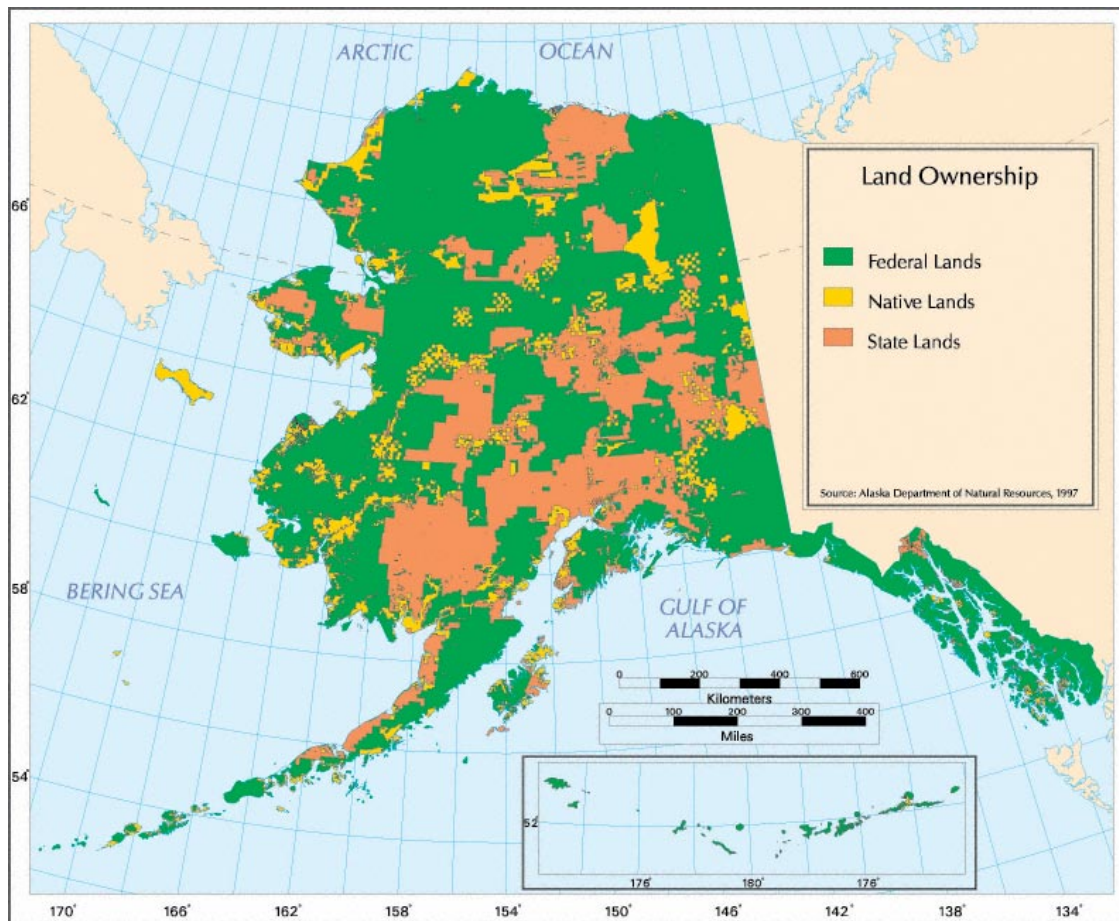 ARCTIC OCEAN
Land Ownership
Federal Lands
Native Lands
State Lands
Source: Alaska Department of Natural Resources, 1997
66°
62°
58°
54°
BERING SEA
GULF OF
ALASKA
0 200 400 600
Kilometers
0 100 200 300 400
Miles
52°
176° 160° 176°
170° 166° 162° 158° 154° 150° 146° 142° 138° 134°